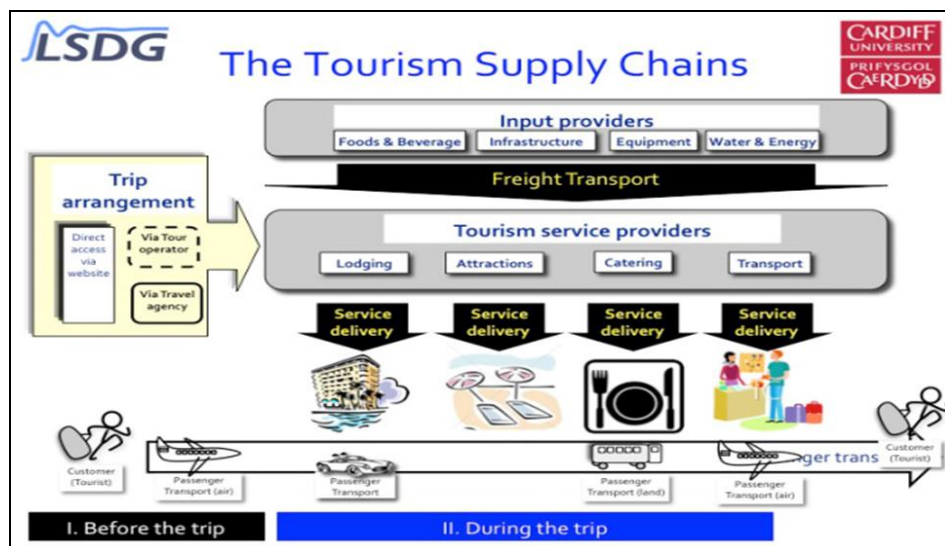 LSDG
The Tourism Supply Chains
CARDIFF
UNIVERSITY
PRIFYSGOL
CAERDYDD
Input providers
Foods & Beverage
Infrastructure
Equipment
Water & Energy
Freight Transport
Trip
arrangement
Direct
access
via
website
Via Tour
operator
Via Travel
agency
Tourism service providers
Lodging
Attractions
Catering
Transport
Service
delivery
Service
delivery
Service
delivery
Service
delivery
Customer
(Tourist)
Passenger
Transport (air)
Passenger
Transport
Passenger
Transport (land)
Passenger
Transport (air)
nger trans
Customer
(Tourist)
I. Before the trip
II. During the trip